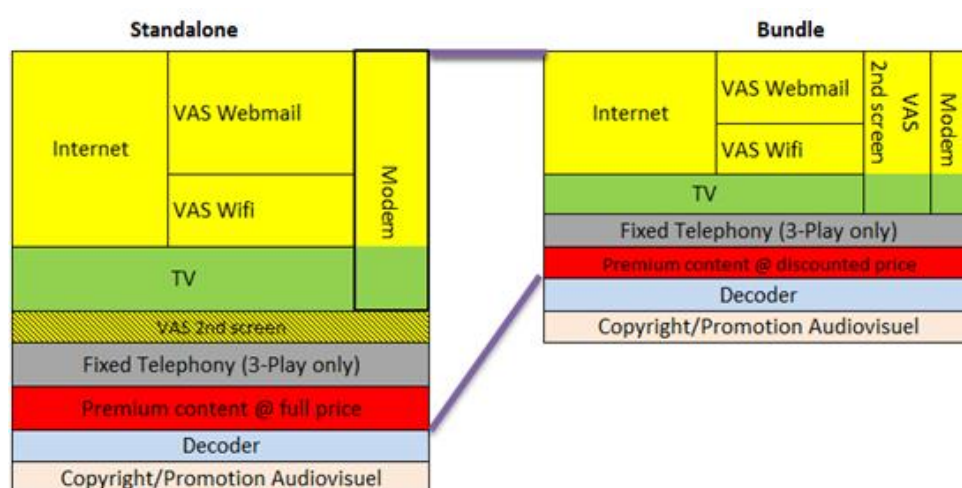 Standalone
Internet
VAS Webmail
VAS Wifi
Modem
TV
VAS 2nd screen
Fixed Telephony (3-Play only)
Premium content @ full price
Decoder
Copyright/Promotion Audiovisuel
Bundle
Internet
VAS Webmail
VAS Wifi
VAS
2nd screen
Modem
TV
Fixed Telephony (3-Play only)
Premium content @ discounted price
Decoder
Copyright/Promotion Audiovisuel